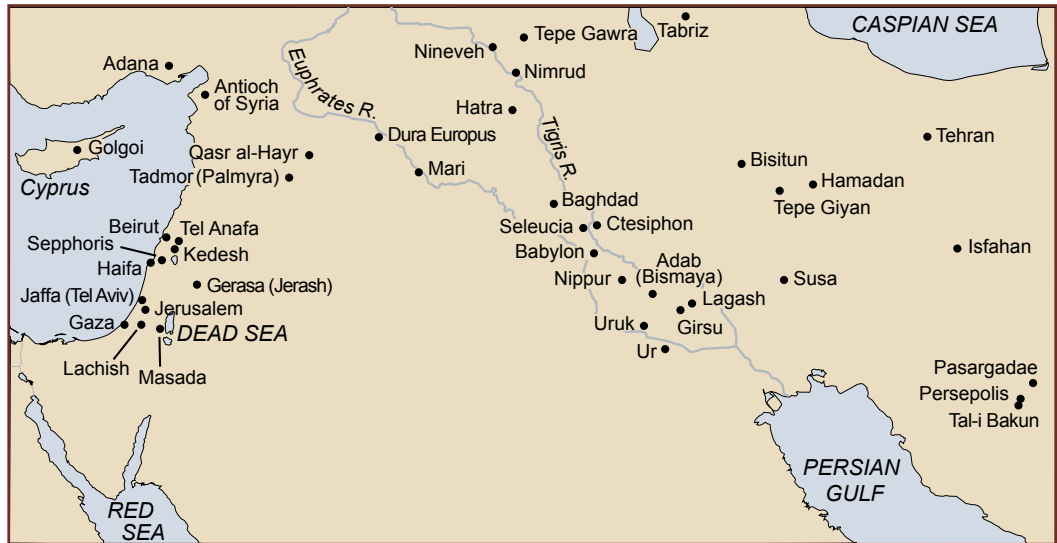 CASPIAN SEA
Tabriz
Tepe Gawra
Nineveh
Adana
Nimrud
Euphrates R.
Antioch
of Syria
Hatra
Tigris R.
Dura Europus
Tehran
Golgoi
Qasr al-Hayr
Bisitun
Mari
Tadmor (Palmyra)
Hamadan
Cyprus
Tepe Giyan
Baghdad
Beirut
Tel Anafa
Seleucia
Ctesiphon
Sepphoris
Kedesh
Babylon
Isfahan
Haifa
Adab
(Bismaya)
Nippur
Susa
Gerasa (Jerash)
Jaffa (Tel Aviv)
Lagash
Jerusalem
Girsu
Gaza
DEAD SEA
Uruk
Ur
Lachish
Masada
Pasargadae
Persepolis
Tal-i Bakun
PERSIAN
GULF
RED
SEA